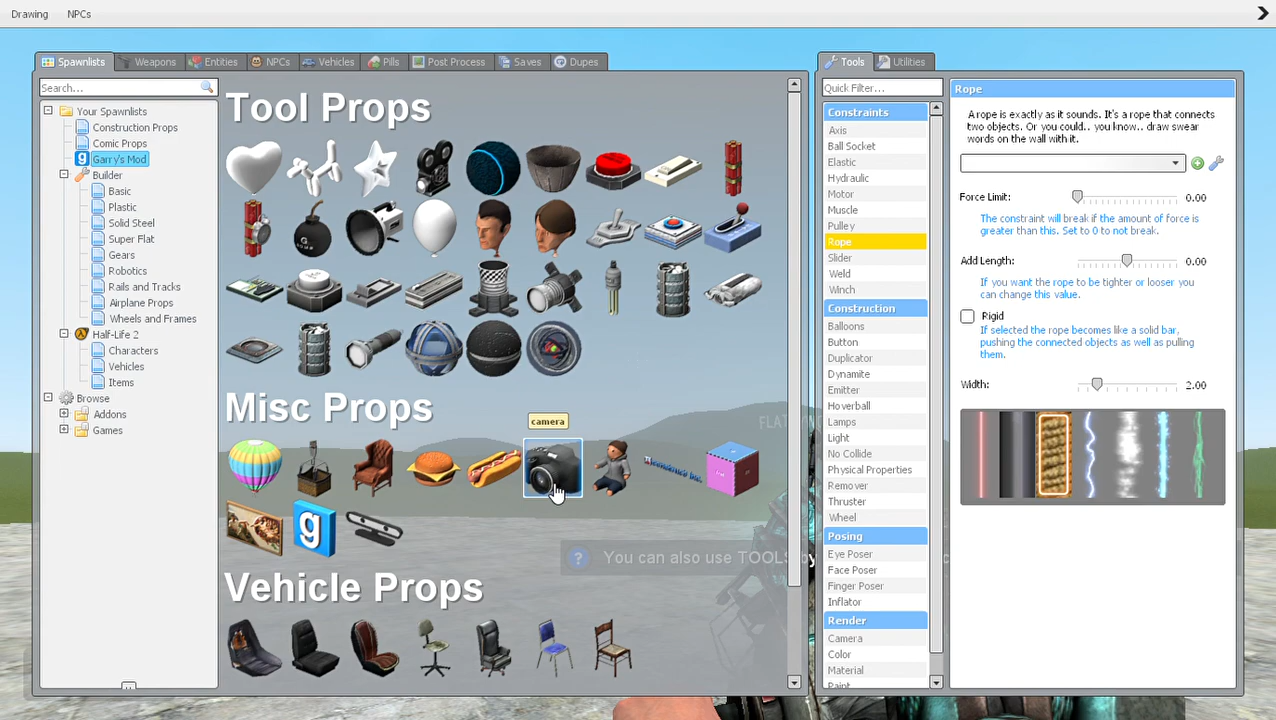 Drawing NPCs
Spawnlists Weapons Entities NPCs Vehicles Pills Post Process Saves Dupes
Search...
Your Spawnlists
Construction Props
Comic Props
Garry's Mod
Builder
Basic
Plastic
Solid Steel
Super Flat
Gears
Robotics
Rails and Tracks
Airplane Props
Wheels and Frames
Half-Life 2
Characters
Vehicles
Items
Browse
Addons
Games
Tool Props
Misc Props
camera
You can also use TOOLS by
Vehicle Props
Tools Utilities
Quick Filter...
Constraints
Axis
Ball Socket
Elastic
Hydraulic
Motor
Muscle
Pulley
Rope
Slider
Weld
Winch
Construction
Balloons
Button
Duplicator
Dynamite
Emitter
Hoverball
Lamps
Light
No Collide
Physical Properties
Remover
Thruster
Wheel
Posing
Eye Poser
Face Poser
Finger Poser
Inflator
Render
Camera
Color
Material
Paint
Rope
A rope is exactly as it sounds. It's a rope that connects
two objects. Or you could.. you know.. draw swear
words on the wall with it.
Force Limit: 0.00
The constraint will break if the amount of force is
greater than this. Set to 0 to not break.
Add Length: 0.00
If you want the rope to be tighter or looser you
can change this value.
Rigid
If selected the rope becomes like a solid bar,
pushing the connected objects as well as pulling
them.
Width: 2.00